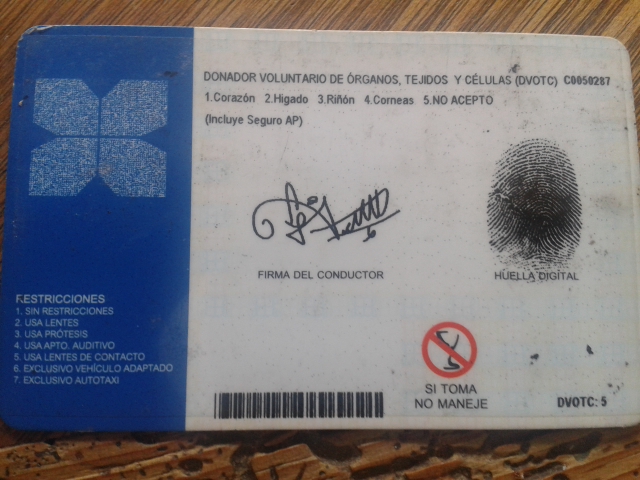 DONADOR VOLUNTARIO DE ÓRGANOS, TEJIDOS Y CÉLULAS (DVOTC) C0050287
1.Corazón 2.Higado 3.Riñón 4.Corneas 5.NO ACEPTO
(Incluye Seguro AP)
FIRMA DEL CONDUCTOR
HUELLA DIGITAL
RESTRICCIONES
1. SIN RESTRICCIONES
2. USA LENTES
3. USA PRÓTESIS
4. USA APTO. AUDITIVO
5. USA LENTES DE CONTACTO
6. EXCLUSIVO VEHÍCULO ADAPTADO
7. EXCLUSIVO AUTOTAXI
SI TOMA
NO MANEJE
DVOTC: 5